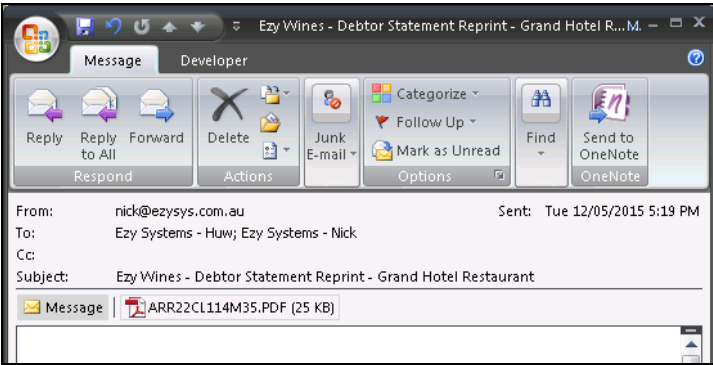 Ezy Wines - Debtor Statement Reprint - Grand Hotel R...M.
Message Developer
Reply Reply to All Forward
Respond
Delete
Actions
Junk E-mail
Categorize
Follow Up
Mark as Unread
Options
Find
Send to OneNote
OneNote
From: nick@ezysys.com.au Sent: Tue 12/05/2015 5:19 PM
To: Ezy Systems - Huw; Ezy Systems - Nick
Cc:
Subject: Ezy Wines - Debtor Statement Reprint - Grand Hotel Restaurant
Message ARR22CL114M35.PDF (25 KB)